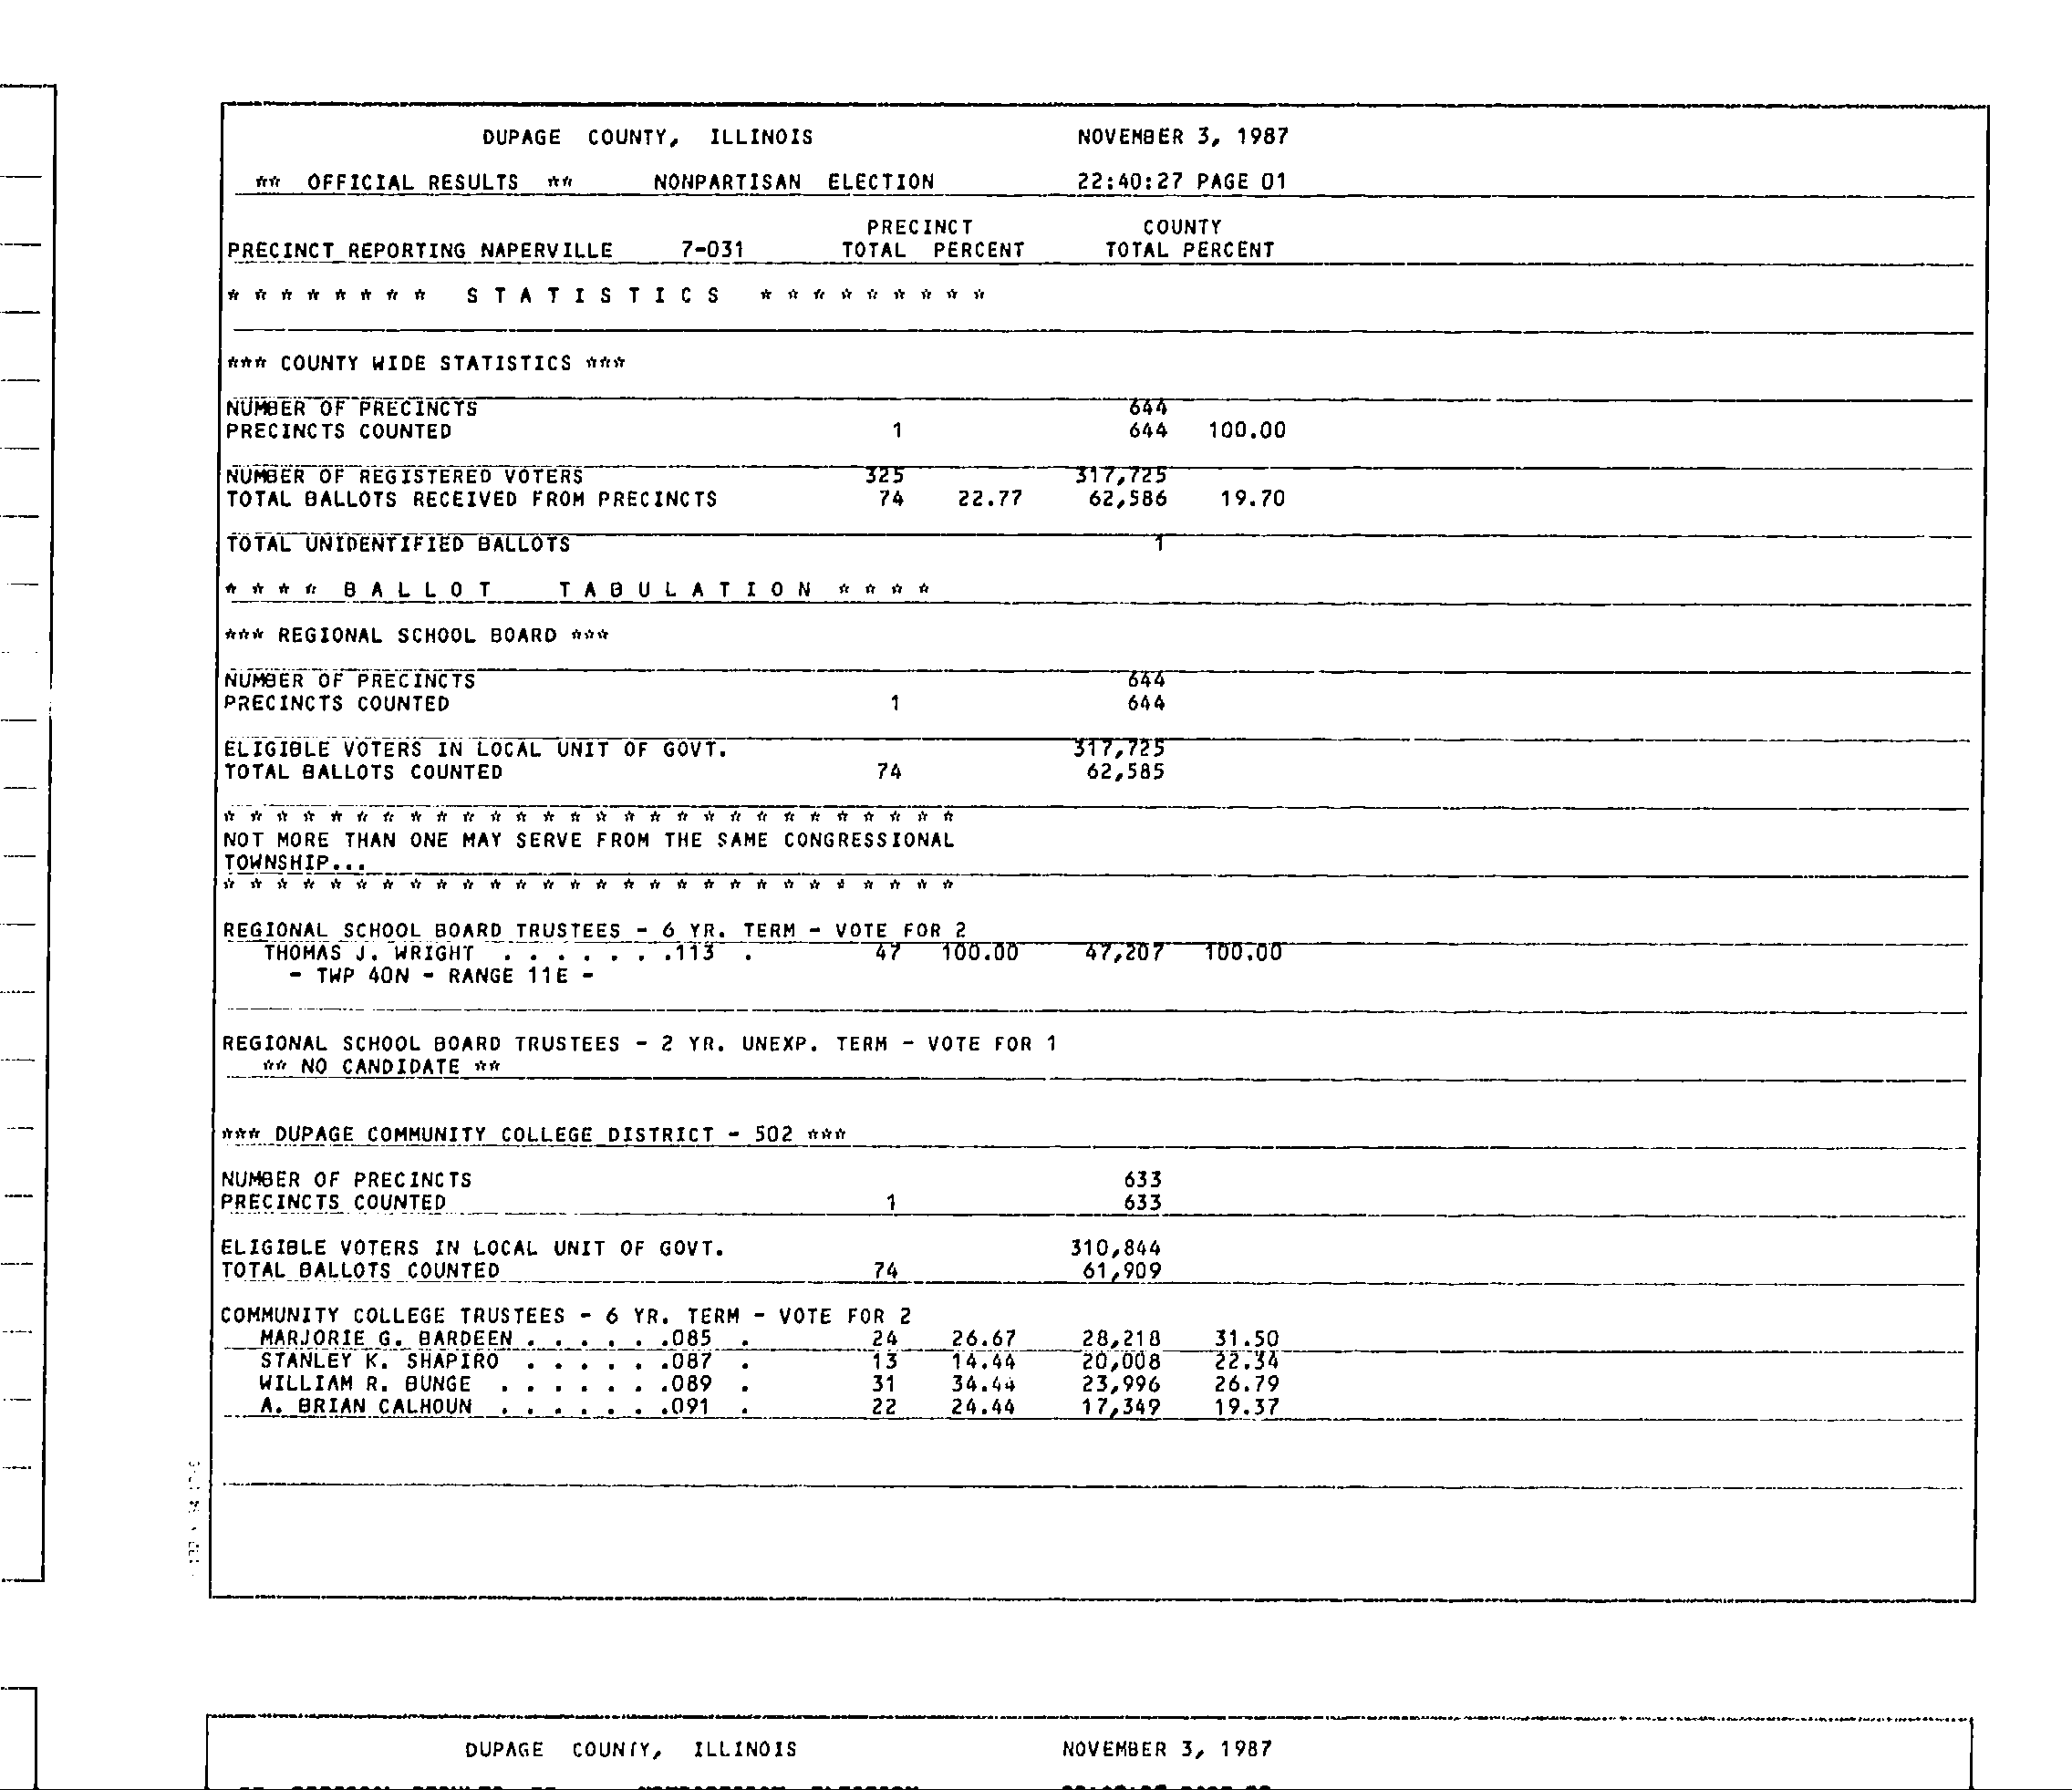 DUPAGE COUNTY, ILLINOIS NOVEMBER 3, 1987
** OFFICIAL RESULTS ** NONPARTISAN ELECTION 22:40:27 PAGE 01
PRECINCT COUNTY
PRECINCT REPORTING NAPERVILLE 7-031 TOTAL PERCENT TOTAL PERCENT
* * * * * * * * S T A T I S T I C S * * * * * * * * *
*** COUNTY WIDE STATISTICS ***
NUMBER OF PRECINCTS 644
PRECINCTS COUNTED 1 644 100.00
NUMBER OF REGISTERED VOTERS 325 317,725
TOTAL BALLOTS RECEIVED FROM PRECINCTS 74 22.77 62,586 19.70
TOTAL UNIDENTIFIED BALLOTS 1
* * * * B A L L O T T A B U L A T I O N * * * *
*** REGIONAL SCHOOL BOARD ***
NUMBER OF PRECINCTS 644
PRECINCTS COUNTED 1 644
ELIGIBLE VOTERS IN LOCAL UNIT OF GOVT. 317,725
TOTAL BALLOTS COUNTED 74 62,585
* * * * * * * * * * * * * * * * * * * * * * * * * * * *
NOT MORE THAN ONE MAY SERVE FROM THE SAME CONGRESSIONAL
TOWNSHIP...
* * * * * * * * * * * * * * * * * * * * * * * * * * * *
REGIONAL SCHOOL BOARD TRUSTEES - 6 YR. TERM - VOTE FOR 2
THOMAS J. WRIGHT . . . . . . .113 . 47 100.00 47,207 100.00
- TWP 40N - RANGE 11E -
REGIONAL SCHOOL BOARD TRUSTEES - 2 YR. UNEXP. TERM - VOTE FOR 1
** NO CANDIDATE **
*** DUPAGE COMMUNITY COLLEGE DISTRICT - 502 ***
NUMBER OF PRECINCTS 633
PRECINCTS COUNTED 1 633
ELIGIBLE VOTERS IN LOCAL UNIT OF GOVT. 310,844
TOTAL BALLOTS COUNTED 74 61,909
COMMUNITY COLLEGE TRUSTEES - 6 YR. TERM - VOTE FOR 2
MARJORIE G. BARDEEN . . . . . .085 . 24 26.67 28,218 31.50
STANLEY K. SHAPIRO . . . . . .087 . 13 14.44 20,008 22.34
WILLIAM R. BUNGE . . . . . . .089 . 31 34.44 23,996 26.79
A. BRIAN CALHOUN . . . . . . .091 . 22 24.44 17,349 19.37
DUPAGE COUNTY, ILLINOIS NOVEMBER 3, 1987